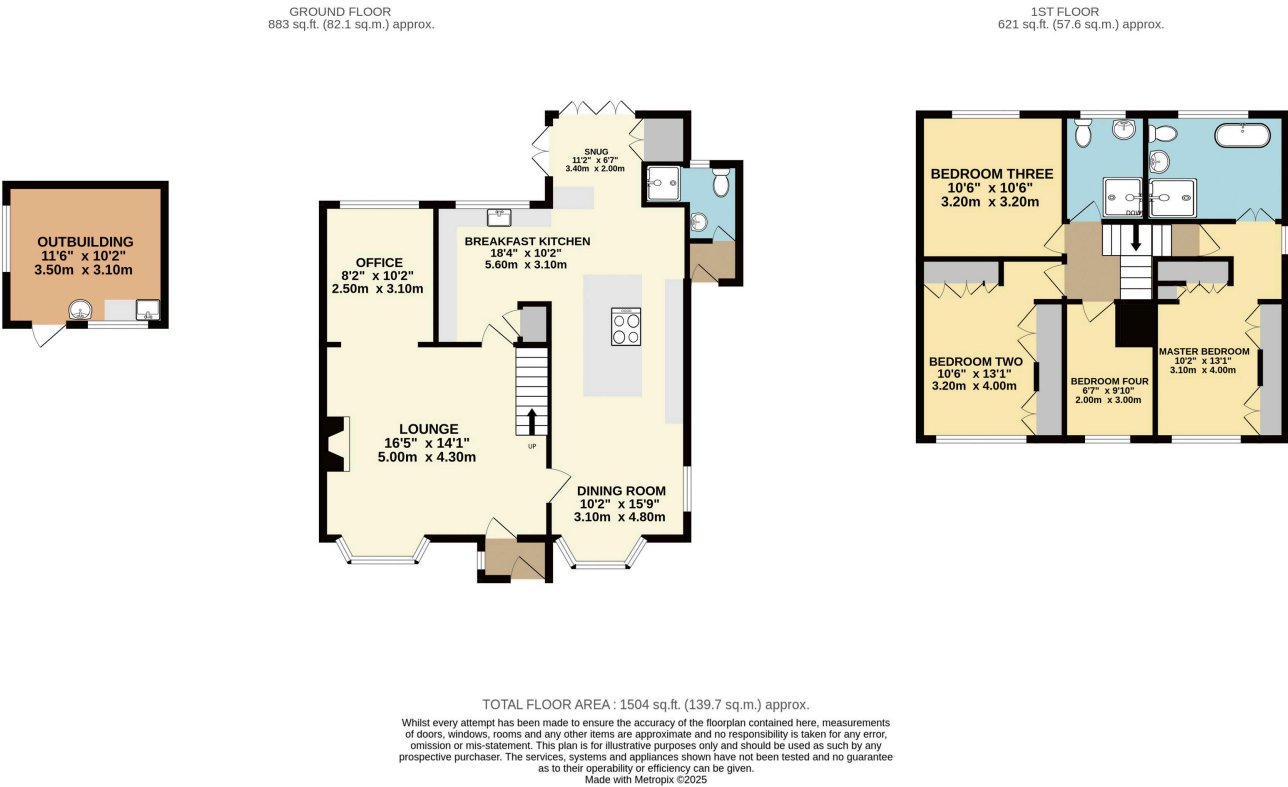 GROUND FLOOR
883 sq.ft. (82.1 sq.m.) approx.
1ST FLOOR
621 sq.ft. (57.6 sq.m.) approx.
OUTBUILDING
11'6" x 10'2"
3.50m x 3.10m
SNUG
11'2" x 6'7"
3.40m x 2.00m
OFFICE
8'2" x 10'2"
2.50m x 3.10m
BREAKFAST KITCHEN
18'4" x 10'2"
5.60m x 3.10m
LOUNGE
16'5" x 14'1"
5.00m x 4.30m
UP
DINING ROOM
10'2" x 15'9"
3.10m x 4.80m
BEDROOM THREE
10'6" x 10'6"
3.20m x 3.20m
BEDROOM TWO
10'6" x 13'1"
3.20m x 4.00m
BEDROOM FOUR
6'7" x 9'10"
2.00m x 3.00m
MASTER BEDROOM
10'2" x 13'1"
3.10m x 4.00m
TOTAL FLOOR AREA : 1504 sq.ft. (139.7 sq.m.) approx.
Whilst every attempt has been made to ensure the accuracy of the floorplan contained here, measurements
of doors, windows, rooms and any other items are approximate and no responsibility is taken for any error,
omission or mis-statement. This plan is for illustrative purposes only and should be used as such by any
prospective purchaser. The services, systems and appliances shown have not been tested and no guarantee
as to their operability or efficiency can be given.
Made with Metropix ©2025